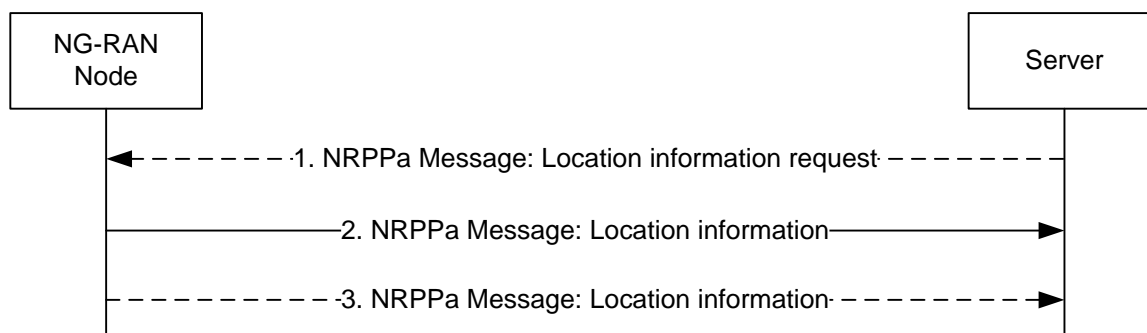 NG-RAN
Node
Server
1. NRPPa Message: Location information request
2. NRPPa Message: Location information
3. NRPPa Message: Location information